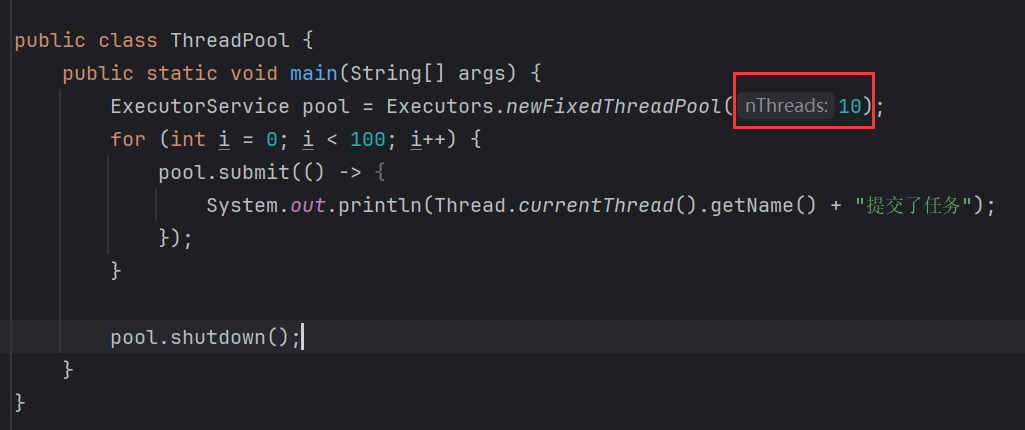 public class ThreadPool {
    public static void main(String[] args) {
        ExecutorService pool = Executors.newFixedThreadPool( nThreads: 10);
        for (int i = 0; i < 100; i++) {
            pool.submit(() -> {
                System.out.println(Thread.currentThread().getName() + "提交了任务");
            });
        }
        pool.shutdown();
    }
}